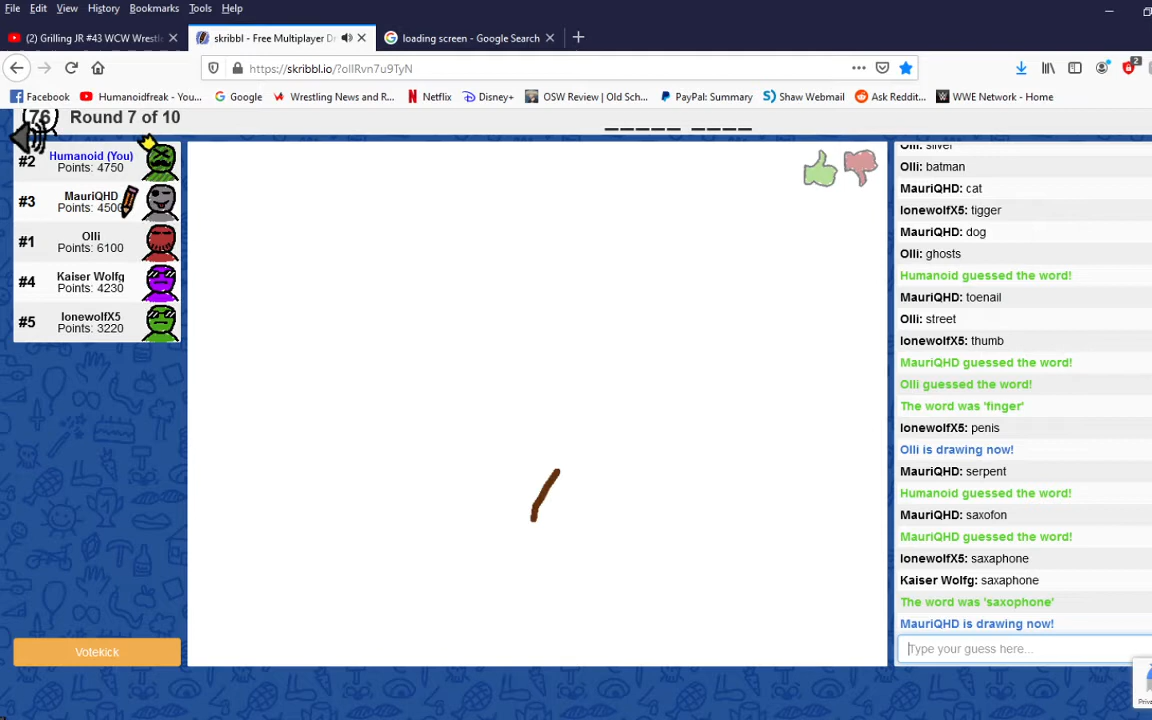 File Edit View History Bookmarks Tools Help
(2) Grilling JR #43 WCW Wrestl
skribbl - Free Multiplayer Dr
loading screen - Google Search
https://skribbl.io/?olIRvn7u9TyN
2
Facebook Humanoidfreak - You... Google Wrestling News and R... Netflix Disney+ OSW Review | Old Sch... PayPal: Summary Shaw Webmail Ask Reddit... WWE Network - Home
76 Round 7 of 10
_____ ____
#2 Humanoid (You)
Points: 4750
#3 MauriQHD
Points: 4500
#1 Olli
Points: 6100
#4 Kaiser Wolfg
Points: 4230
#5 lonewolfX5
Points: 3220
Votekick
Olli: silver
Olli: batman
MauriQHD: cat
lonewolfX5: tigger
MauriQHD: dog
Olli: ghosts
Humanoid guessed the word!
MauriQHD: toenail
Olli: street
lonewolfX5: thumb
MauriQHD guessed the word!
Olli guessed the word!
The word was 'finger'
lonewolfX5: penis
Olli is drawing now!
MauriQHD: serpent
Humanoid guessed the word!
MauriQHD: saxofon
MauriQHD guessed the word!
lonewolfX5: saxaphone
Kaiser Wolfg: saxaphone
The word was 'saxophone'
MauriQHD is drawing now!
Type your guess here...